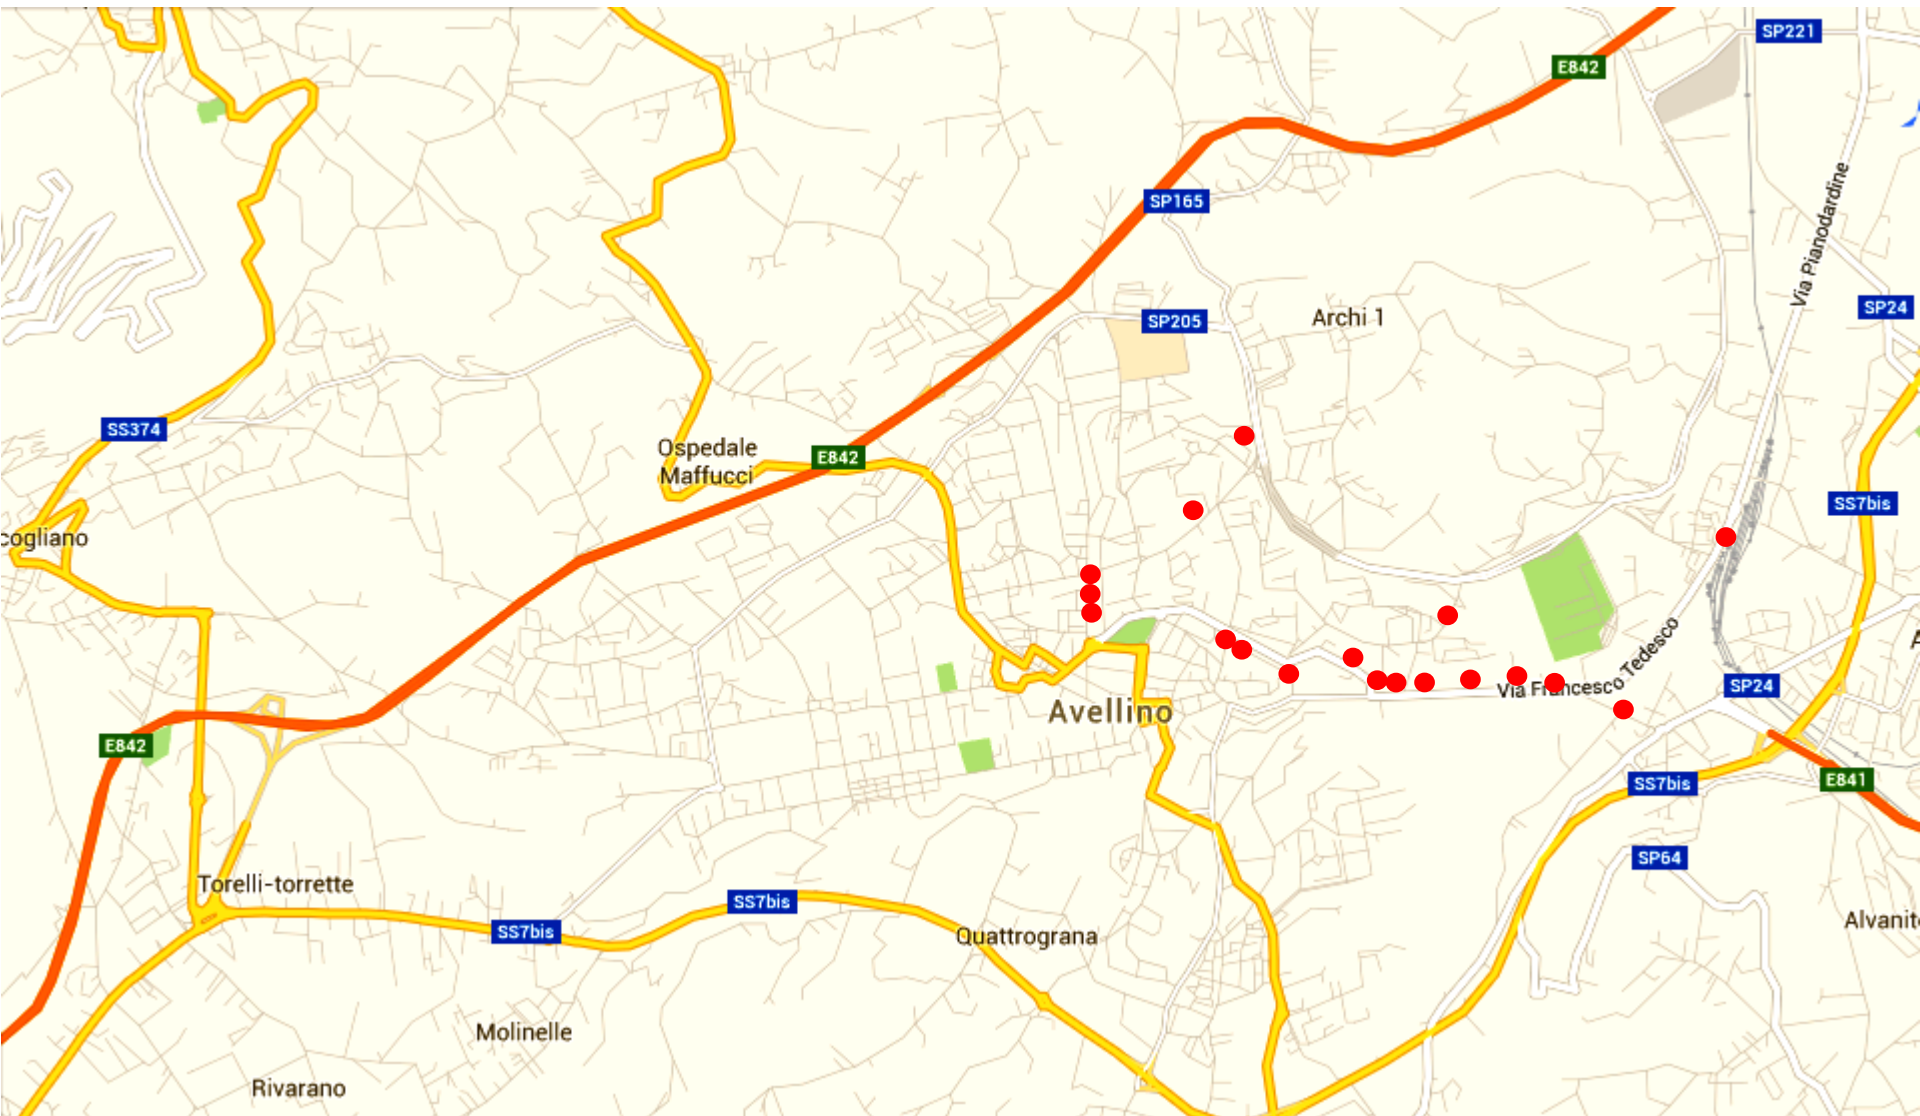 SP221
E842
Via Pianodardine
SP165
SP24
Archi 1
SP205
SS374
Ospedale
Maffucci
E842
SS7bis
cogliano
Via Francesco Tedesco
SP24
Avellino
E842
E841
SS7bis
SP64
Torelli-torrette
SS7bis
SS7bis
Quattrograna
Alvanit
Molinelle
Rivarano